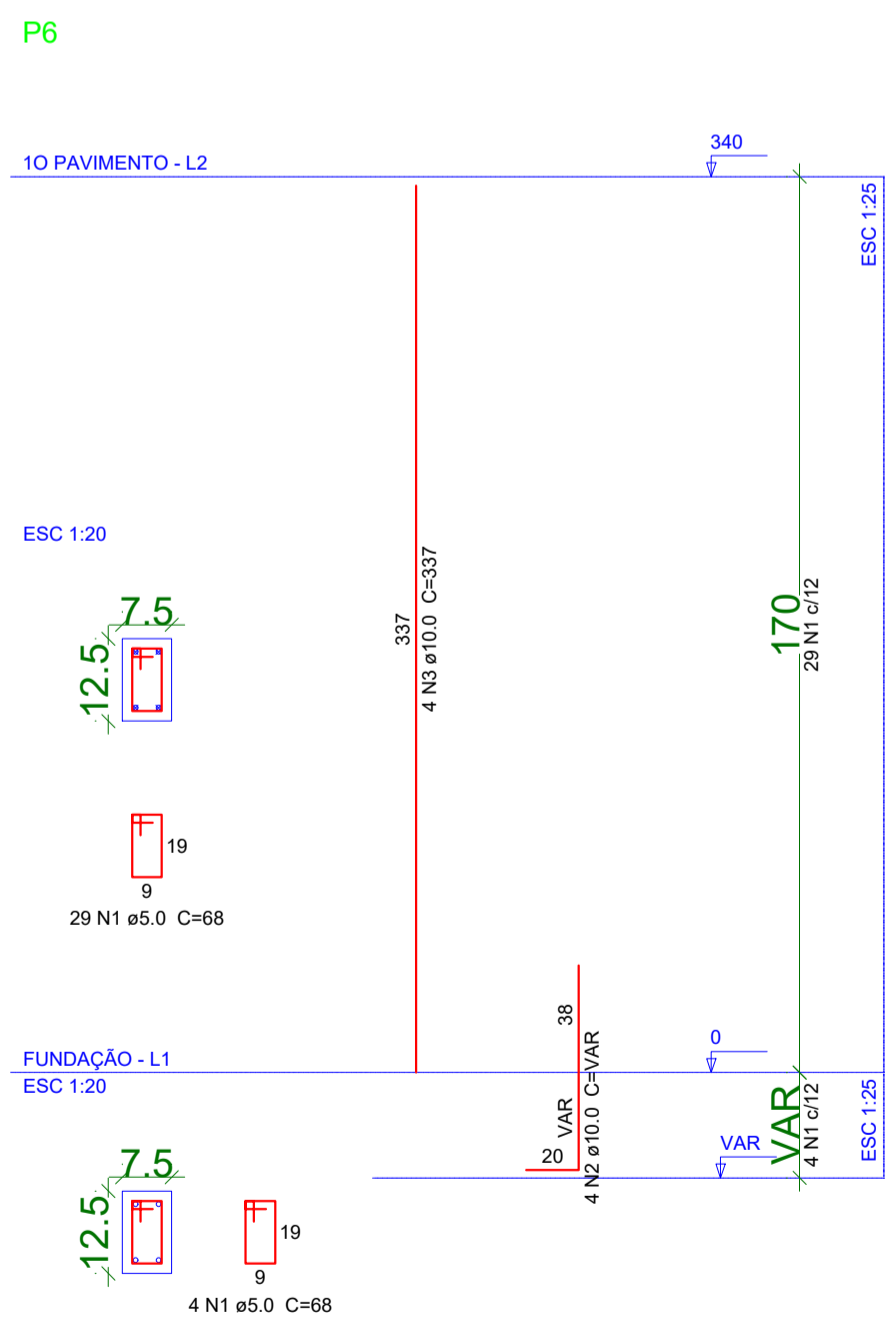 P6
1O PAVIMENTO - L2
340
ESC 1:25
ESC 1:20
7.5
12.5
337
4 N3 ø10.0 C=337
170
29 N1 c/12
19
9
29 N1 ø5.0 C=68
38
FUNDAÇÃO - L1
0
ESC 1:20
VAR
4 N2 ø10.0 C=VAR
20
VAR
VAR
4 N1 c/12
ESC 1:25
7.5
12.5
19
9
4 N1 ø5.0 C=68